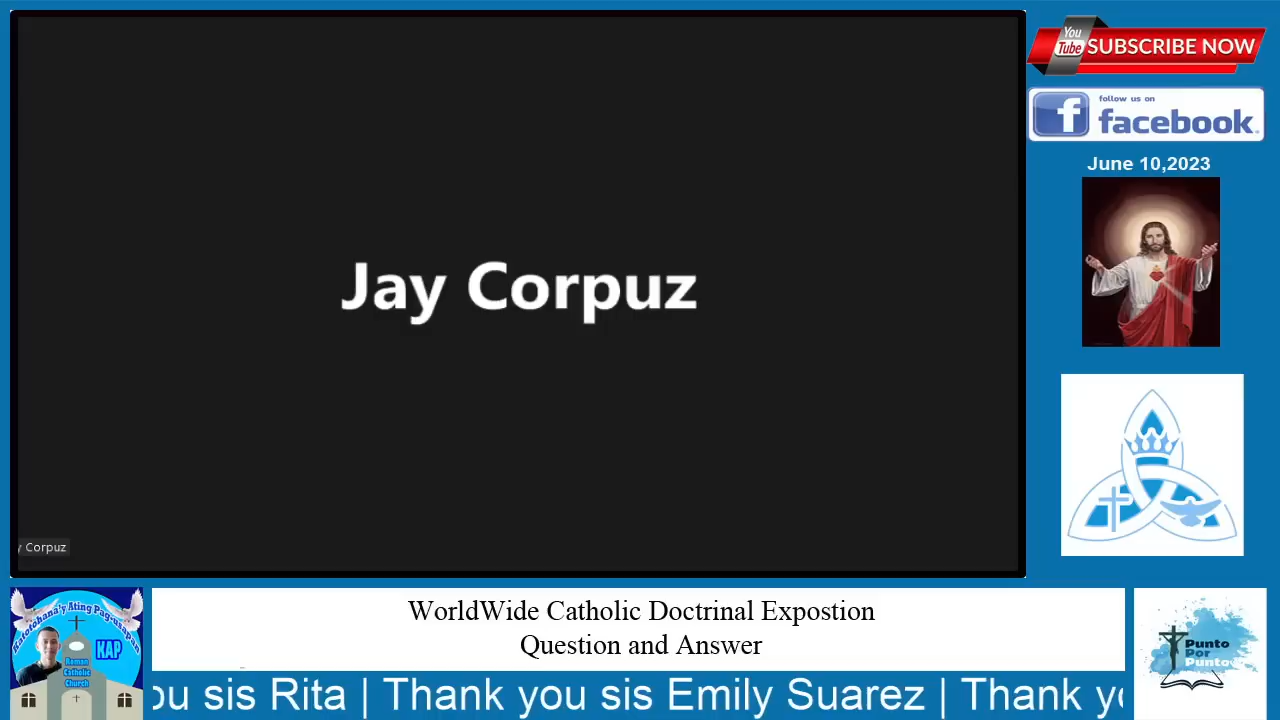 You
Tube
SUBSCRIBE NOW
follow us on
facebook.
June 10,2023
Jay Corpuz
y Corpuz
WorldWide Catholic Doctrinal Expostion
Question and Answer
Katotohana'y Ating Pag-usapan
KAP
Roman
Catholic
Church
Punto
Por
Punto
ou sis Rita | Thank you sis Emily Suarez | Thank yo